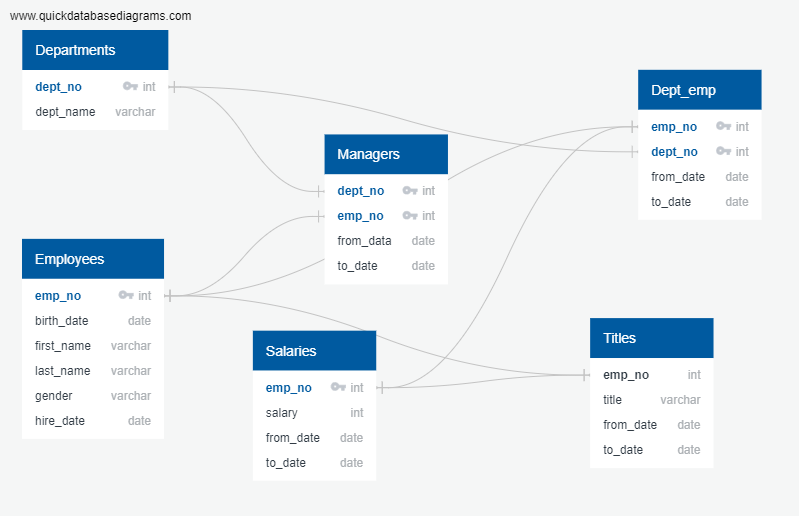 www.quickdatabasediagrams.com
Departments
dept_no int
dept_name varchar
Dept_emp
emp_no int
dept_no int
from_date date
to_date date
Managers
dept_no int
emp_no int
from_data date
to_date date
Employees
emp_no int
birth_date date
first_name varchar
last_name varchar
gender varchar
hire_date date
Salaries
emp_no int
salary int
from_date date
to_date date
Titles
emp_no int
title varchar
from_date date
to_date date